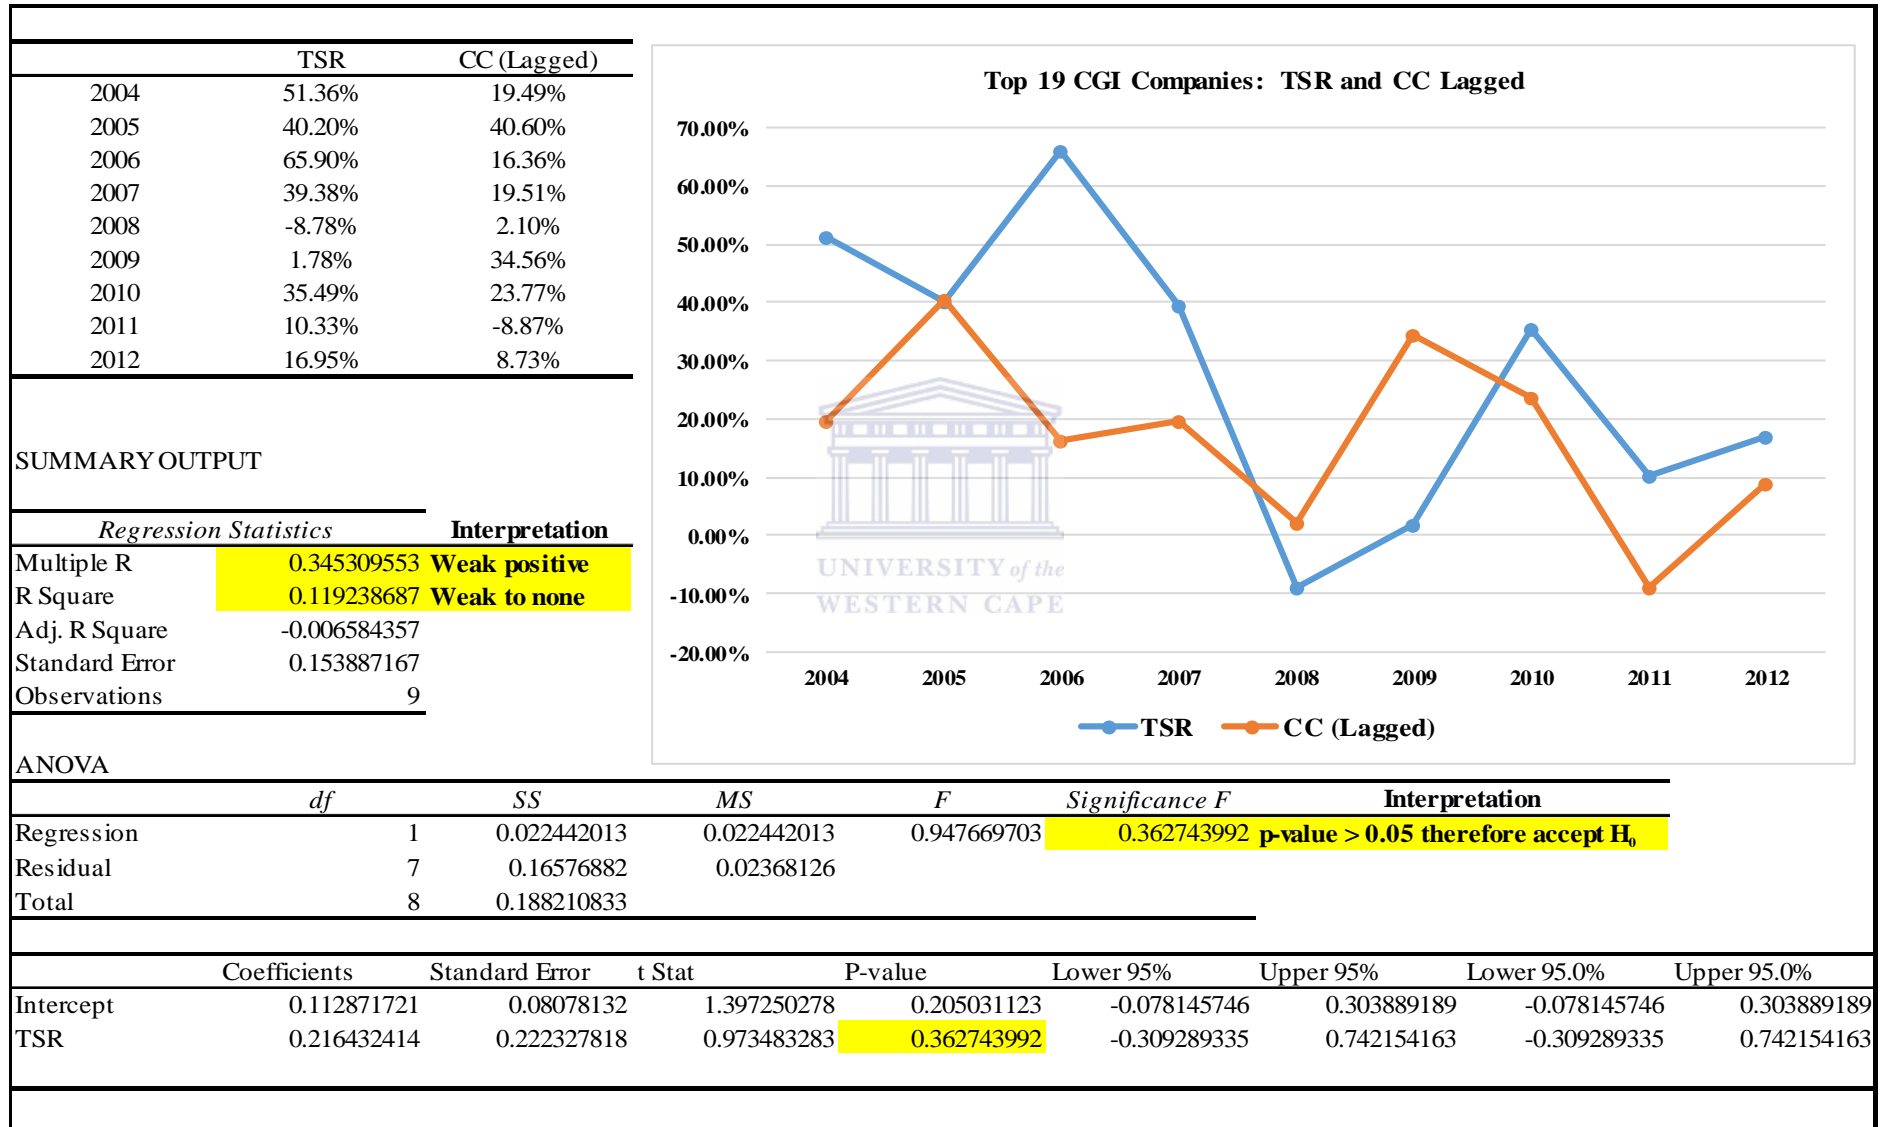 TSR CC (Lagged)
2004 51.36% 19.49%
2005 40.20% 40.60%
2006 65.90% 16.36%
2007 39.38% 19.51%
2008 -8.78% 2.10%
2009 1.78% 34.56%
2010 35.49% 23.77%
2011 10.33% -8.87%
2012 16.95% 8.73%
Top 19 CGI Companies: TSR and CC Lagged
70.00%
60.00%
50.00%
40.00%
30.00%
20.00%
10.00%
0.00%
-10.00%
-20.00%
2004 2005 2006 2007 2008 2009 2010 2011 2012
TSR CC (Lagged)
UNIVERSITY of the
WESTERN CAPE
SUMMARY OUTPUT
Regression Statistics Interpretation
Multiple R 0.345309553 Weak positive
R Square 0.119238687 Weak to none
Adj. R Square -0.006584357
Standard Error 0.153887167
Observations 9
ANOVA
df SS MS F Significance F Interpretation
Regression 1 0.022442013 0.022442013 0.947669703 0.362743992 p-value > 0.05 therefore accept H₀
Residual 7 0.16576882 0.02368126
Total 8 0.188210833
Coefficients Standard Error t Stat P-value Lower 95% Upper 95% Lower 95.0% Upper 95.0%
Intercept 0.112871721 0.08078132 1.397250278 0.205031123 -0.078145746 0.303889189 -0.078145746 0.303889189
TSR 0.216432414 0.222327818 0.973483283 0.362743992 -0.309289335 0.742154163 -0.309289335 0.742154163